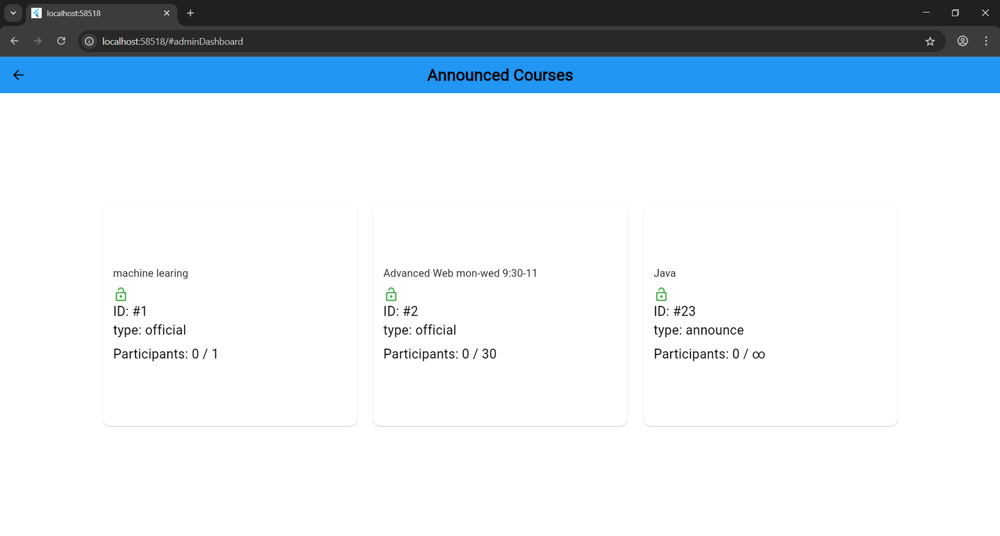 localhost:58518
localhost:58518/#adminDashboard
Announced Courses
machine learing
ID: #1
type: official
Participants: 0 / 1
Advanced Web mon-wed 9:30-11
ID: #2
type: official
Participants: 0 / 30
Java
ID: #23
type: announce
Participants: 0 / ∞